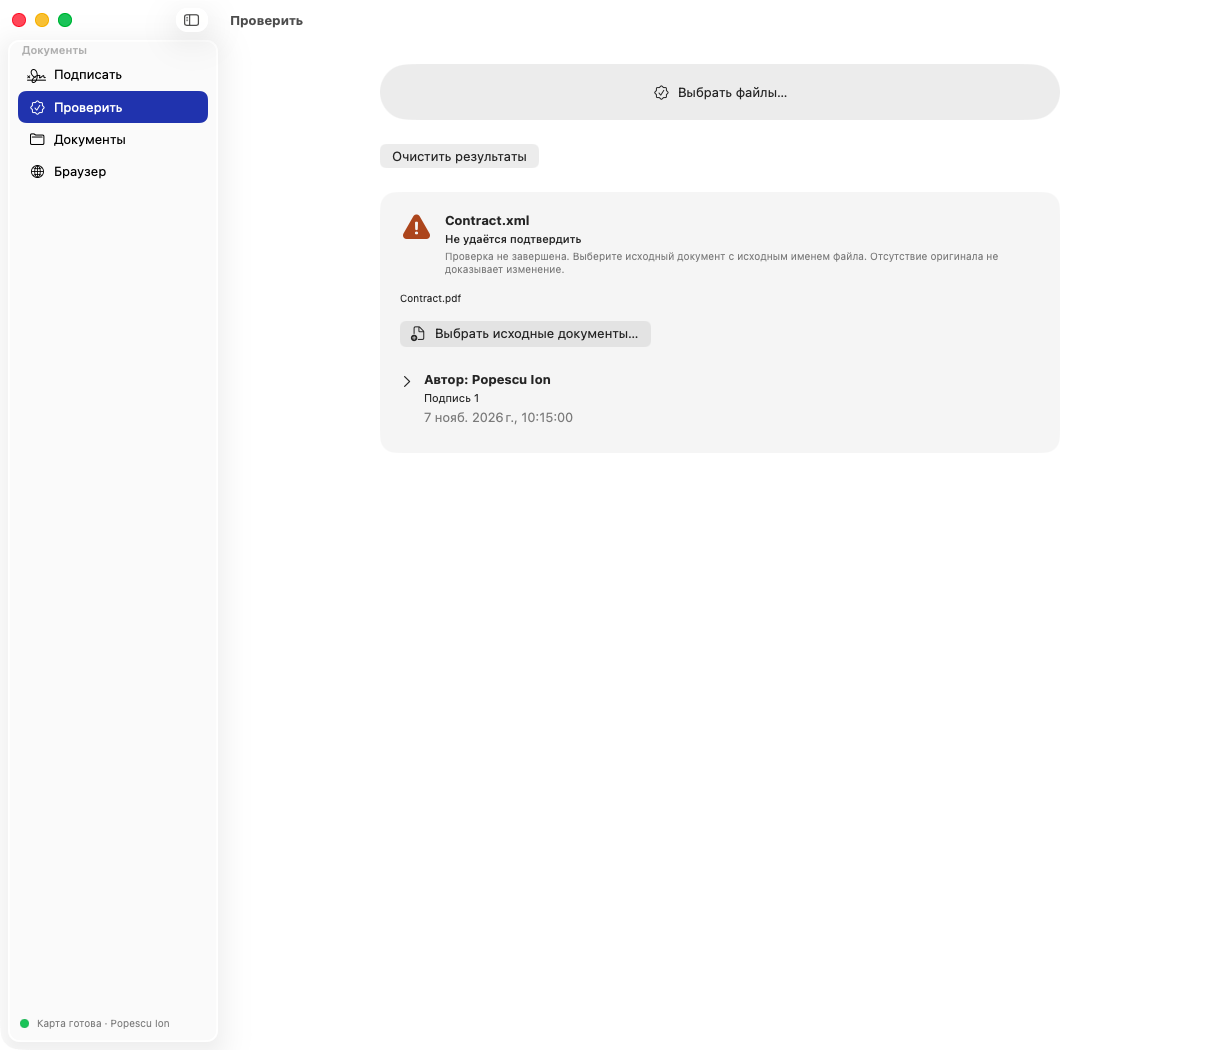 Проверить
Документы
Подписать
Проверить
Документы
Браузер
Выбрать файлы...
Очистить результаты
Contract.xml
Не удаётся подтвердить
Проверка не завершена. Выберите исходный документ с исходным именем файла. Отсутствие оригинала не
доказывает изменение.
Contract.pdf
Выбрать исходные документы...
Автор: Popescu Ion
Подпись 1
7 нояб. 2026 г., 10:15:00
Карта готова · Popescu Ion